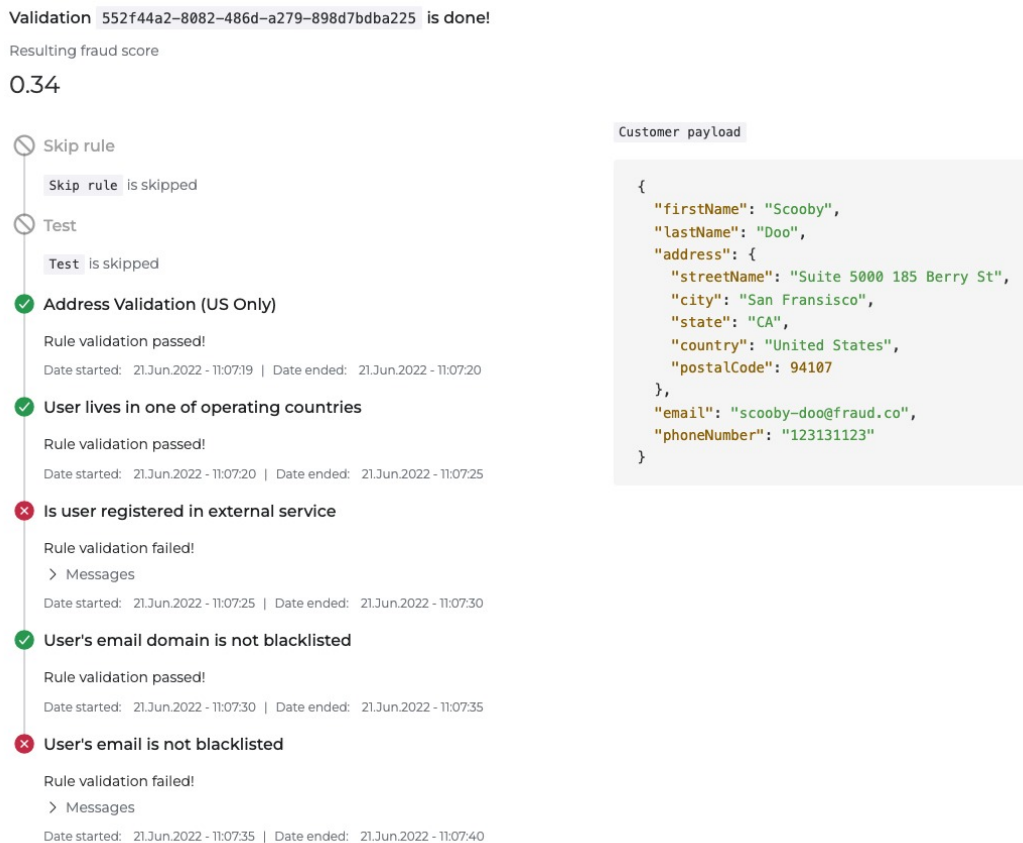 Validation 552f44a2-8082-486d-a279-898d7bdba225 is done!
Resulting fraud score
0.34
Skip rule
Skip rule is skipped
Test
Test is skipped
Address Validation (US Only)
Rule validation passed!
Date started: 21.Jun.2022 - 11:07:19 | Date ended: 21.Jun.2022 - 11:07:20
User lives in one of operating countries
Rule validation passed!
Date started: 21.Jun.2022 - 11:07:20 | Date ended: 21.Jun.2022 - 11:07:25
Is user registered in external service
Rule validation failed!
Messages
Date started: 21.Jun.2022 - 11:07:25 | Date ended: 21.Jun.2022 - 11:07:30
User's email domain is not blacklisted
Rule validation passed!
Date started: 21.Jun.2022 - 11:07:30 | Date ended: 21.Jun.2022 - 11:07:35
User's email is not blacklisted
Rule validation failed!
Messages
Date started: 21.Jun.2022 - 11:07:35 | Date ended: 21.Jun.2022 - 11:07:40
Customer payload
{
"firstName": "Scooby",
"lastName": "Doo",
"address": {
"streetName": "Suite 5000 185 Berry St",
"city": "San Fransisco",
"state": "CA",
"country": "United States",
"postalCode": 94107
},
"email": "scooby-doo@fraud.co",
"phoneNumber": "123131123"
}